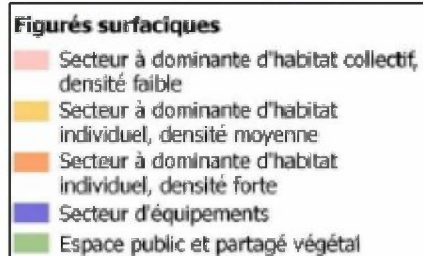 Figurés surfaciques
Secteur à dominante d'habitat collectif,
densité faible
Secteur à dominante d'habitat
individuel, densité moyenne
Secteur à dominante d'habitat
individuel, densité forte
Secteur d'équipements
Espace public et partagé végétal